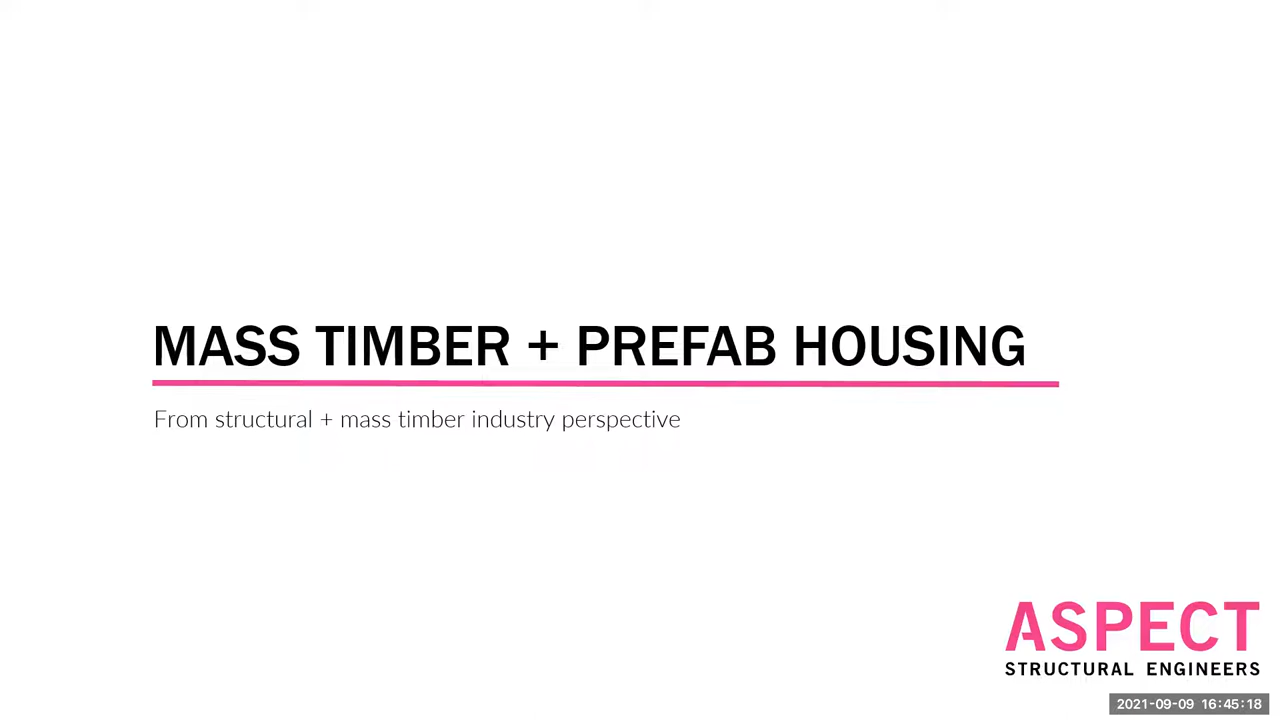 MASS TIMBER + PREFAB HOUSING
From structural + mass timber industry perspective
ASPECT
STRUCTURAL ENGINEERS
2021-09-09 16:45:18